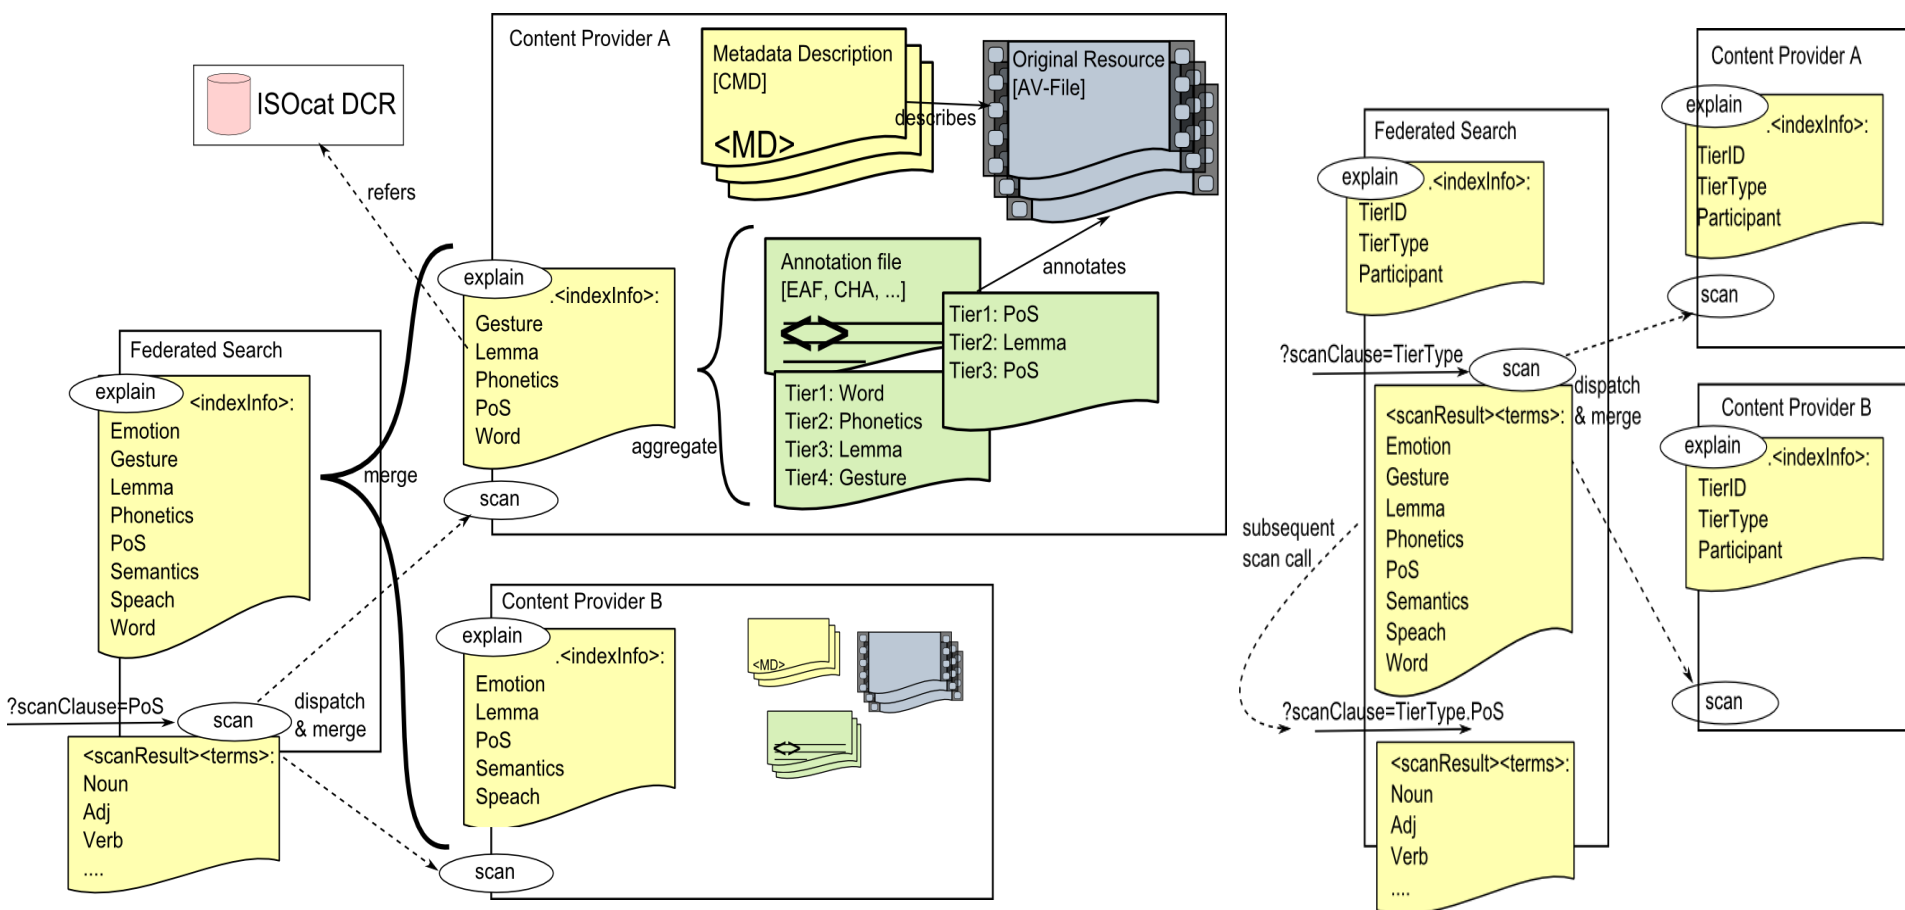 ISOcat DCR
refers
Content Provider A
Metadata Description
[CMD]
<MD>
describes
Original Resource
[AV-File]
annotates
Annotation file
[EAF, CHA, ...]
Tier1: PoS
Tier2: Lemma
Tier3: PoS
Tier1: Word
Tier2: Phonetics
Tier3: Lemma
Tier4: Gesture
aggregate
explain
.<indexInfo>:
Gesture
Lemma
Phonetics
PoS
Word
scan
merge
Federated Search
explain
<indexInfo>:
Emotion
Gesture
Lemma
Phonetics
PoS
Semantics
Speach
Word
?scanClause=PoS
scan
dispatch
& merge
<scanResult><terms>:
Noun
Adj
Verb
....
Content Provider B
explain
.<indexInfo>:
Emotion
Lemma
PoS
Semantics
Speach
scan
<MD>
Federated Search
explain
.<indexInfo>:
TierID
TierType
Participant
?scanClause=TierType
scan
dispatch
& merge
<scanResult><terms>:
Emotion
Gesture
Lemma
Phonetics
PoS
Semantics
Speach
Word
subsequent
scan call
?scanClause=TierType.PoS
<scanResult><terms>:
Noun
Adj
Verb
....
Content Provider A
explain
.<indexInfo>:
TierID
TierType
Participant
scan
Content Provider B
explain
.<indexInfo>:
TierID
TierType
Participant
scan